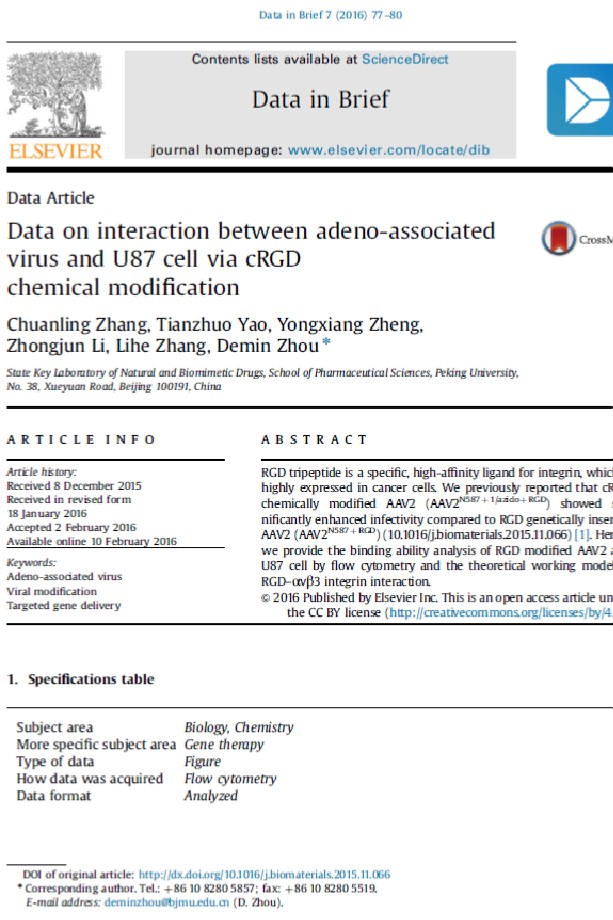 Data in Brief 7 (2016) 77–80
Contents lists available at ScienceDirect
Data in Brief
journal homepage: www.elsevier.com/locate/dib
ELSEVIER
Data Article
Data on interaction between adeno-associated
virus and U87 cell via cRGD
chemical modification
Chuanling Zhang, Tianzhuo Yao, Yongxiang Zheng,
Zhongjun Li, Lihe Zhang, Demin Zhou *
State Key Laboratory of Natural and Biomimetic Drugs, School of Pharmaceutical Sciences, Peking University,
No. 38, Xueyuan Road, Beijing 100191, China
ARTICLE INFO
Article history:
Received 8 December 2015
Received in revised form
18 January 2016
Accepted 2 February 2016
Available online 10 February 2016
Keywords:
Adeno-associated virus
Viral modification
Targeted gene delivery
ABSTRACT
RGD tripeptide is a specific, high-affinity ligand for integrin, whic
highly expressed in cancer cells. We previously reported that cR
chemically modified AAV2 (AAV2N587+1/azido+RGD) showed s
nificantly enhanced infectivity compared to RGD genetically inser
AAV2 (AAV2N587+RGD) (10.1016/j.biomaterials.2015.11.066) [1]. Her
we provide the binding ability analysis of RGD modified AAV2 a
U87 cell by flow cytometry and the theoretical working mode
RGD–αvβ3 integrin interaction.
© 2016 Published by Elsevier Inc. This is an open access article un
the CC BY license (http://creativecommons.org/licenses/by/4.
1. Specifications table
Subject area Biology, Chemistry
More specific subject area Gene therapy
Type of data Figure
How data was acquired Flow cytometry
Data format Analyzed
DOI of original article: http://dx.doi.org/10.1016/j.biomaterials.2015.11.066
* Corresponding author. Tel.: +86 10 8280 5857; fax: +86 10 8280 5519.
E-mail address: deminzhou@bjmu.edu.cn (D. Zhou).